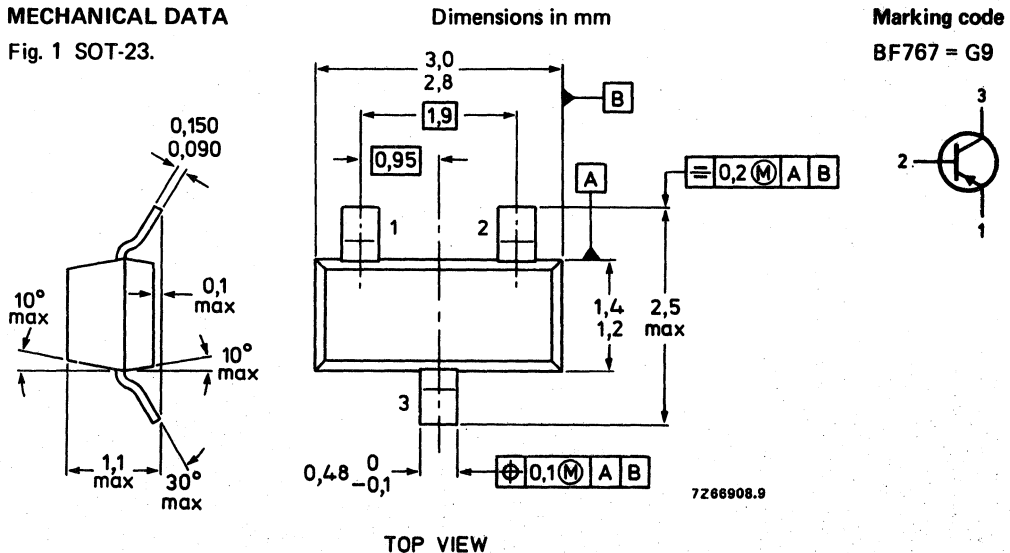 MECHANICAL DATA
Dimensions in mm
Marking code
Fig. 1 SOT-23.
BF767 = G9
3,0
2,8
B
1,9
0,150
0,090
0,95
A
3
2
1
⌯ 0,2 Ⓜ A B
1
2
0,1
max
10°
max
10°
max
1,4
1,2
2,5
max
3
1,1
max
30°
max
0,48 0
-0,1
⌖ 0,1 Ⓜ A B
7Z66908.9
TOP VIEW